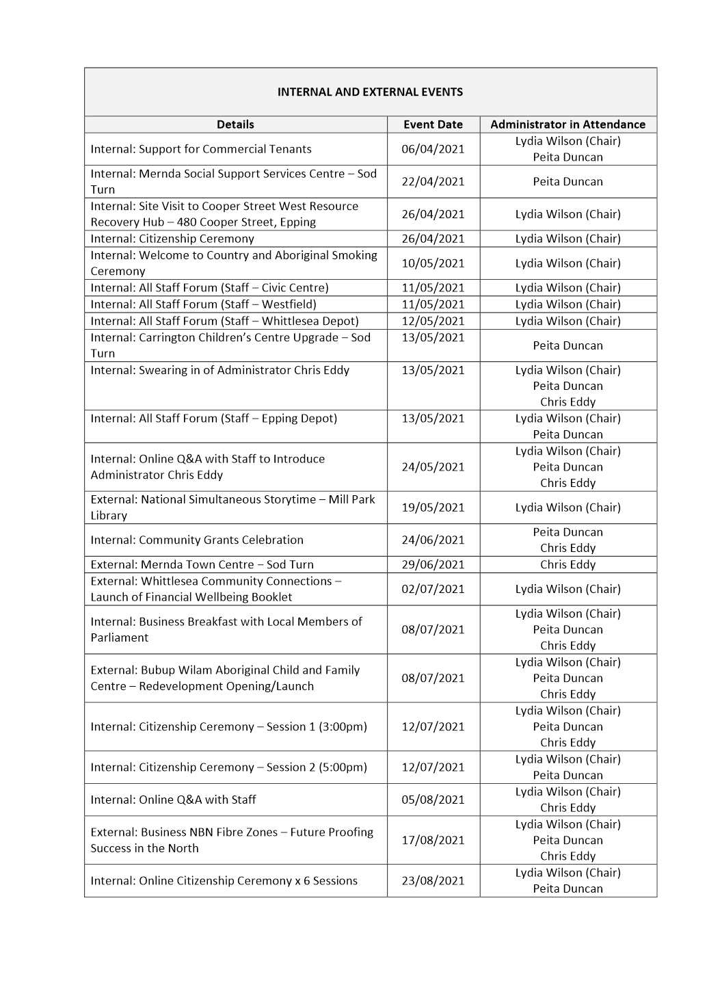 INTERNAL AND EXTERNAL EVENTS
Details Event Date Administrator in Attendance
Internal: Support for Commercial Tenants 06/04/2021 Lydia Wilson (Chair)
Peita Duncan
Internal: Mernda Social Support Services Centre – Sod
Turn 22/04/2021 Peita Duncan
Internal: Site Visit to Cooper Street West Resource
Recovery Hub – 480 Cooper Street, Epping 26/04/2021 Lydia Wilson (Chair)
Internal: Citizenship Ceremony 26/04/2021 Lydia Wilson (Chair)
Internal: Welcome to Country and Aboriginal Smoking
Ceremony 10/05/2021 Lydia Wilson (Chair)
Internal: All Staff Forum (Staff – Civic Centre) 11/05/2021 Lydia Wilson (Chair)
Internal: All Staff Forum (Staff – Westfield) 11/05/2021 Lydia Wilson (Chair)
Internal: All Staff Forum (Staff – Whittlesea Depot) 12/05/2021 Lydia Wilson (Chair)
Internal: Carrington Children’s Centre Upgrade – Sod
Turn 13/05/2021 Peita Duncan
Internal: Swearing in of Administrator Chris Eddy 13/05/2021 Lydia Wilson (Chair)
Peita Duncan
Chris Eddy
Internal: All Staff Forum (Staff – Epping Depot) 13/05/2021 Lydia Wilson (Chair)
Peita Duncan
Internal: Online Q&A with Staff to Introduce
Administrator Chris Eddy 24/05/2021 Lydia Wilson (Chair)
Peita Duncan
Chris Eddy
External: National Simultaneous Storytime – Mill Park
Library 19/05/2021 Lydia Wilson (Chair)
Internal: Community Grants Celebration 24/06/2021 Peita Duncan
Chris Eddy
External: Mernda Town Centre – Sod Turn 29/06/2021 Chris Eddy
External: Whittlesea Community Connections –
Launch of Financial Wellbeing Booklet 02/07/2021 Lydia Wilson (Chair)
Internal: Business Breakfast with Local Members of
Parliament 08/07/2021 Lydia Wilson (Chair)
Peita Duncan
Chris Eddy
External: Bubup Wilam Aboriginal Child and Family
Centre – Redevelopment Opening/Launch 08/07/2021 Lydia Wilson (Chair)
Peita Duncan
Chris Eddy
Internal: Citizenship Ceremony – Session 1 (3:00pm) 12/07/2021 Lydia Wilson (Chair)
Peita Duncan
Chris Eddy
Internal: Citizenship Ceremony – Session 2 (5:00pm) 12/07/2021 Lydia Wilson (Chair)
Peita Duncan
Internal: Online Q&A with Staff 05/08/2021 Lydia Wilson (Chair)
Chris Eddy
External: Business NBN Fibre Zones – Future Proofing
Success in the North 17/08/2021 Lydia Wilson (Chair)
Peita Duncan
Chris Eddy
Internal: Online Citizenship Ceremony x 6 Sessions 23/08/2021 Lydia Wilson (Chair)
Peita Duncan